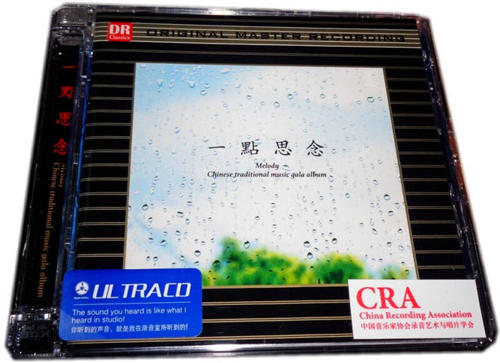 DR
Classics
ORIGINAL MASTER RECORDING
一點思念
Melody
Chinese traditional music gala album
一點思念
Chinese traditional music gala album
ULTRACD
The sound you heard is like what I
heard in studio!
你听到的声音，就是我在录音室所听到的!
CRA
China Recording Association
中国音乐家协会录音艺术与唱片学会